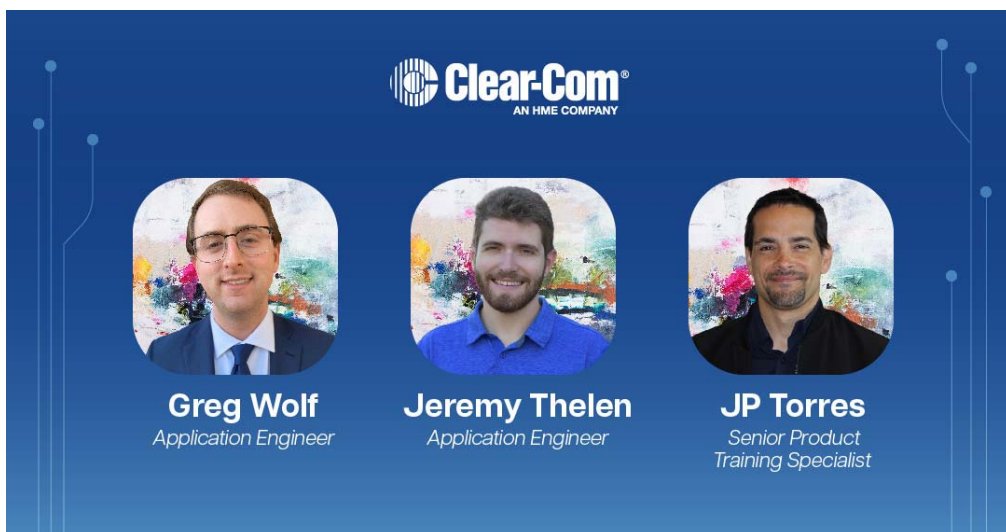 Clear-Com®
AN HME COMPANY
Greg Wolf
Application Engineer
Jeremy Thelen
Application Engineer
JP Torres
Senior Product
Training Specialist